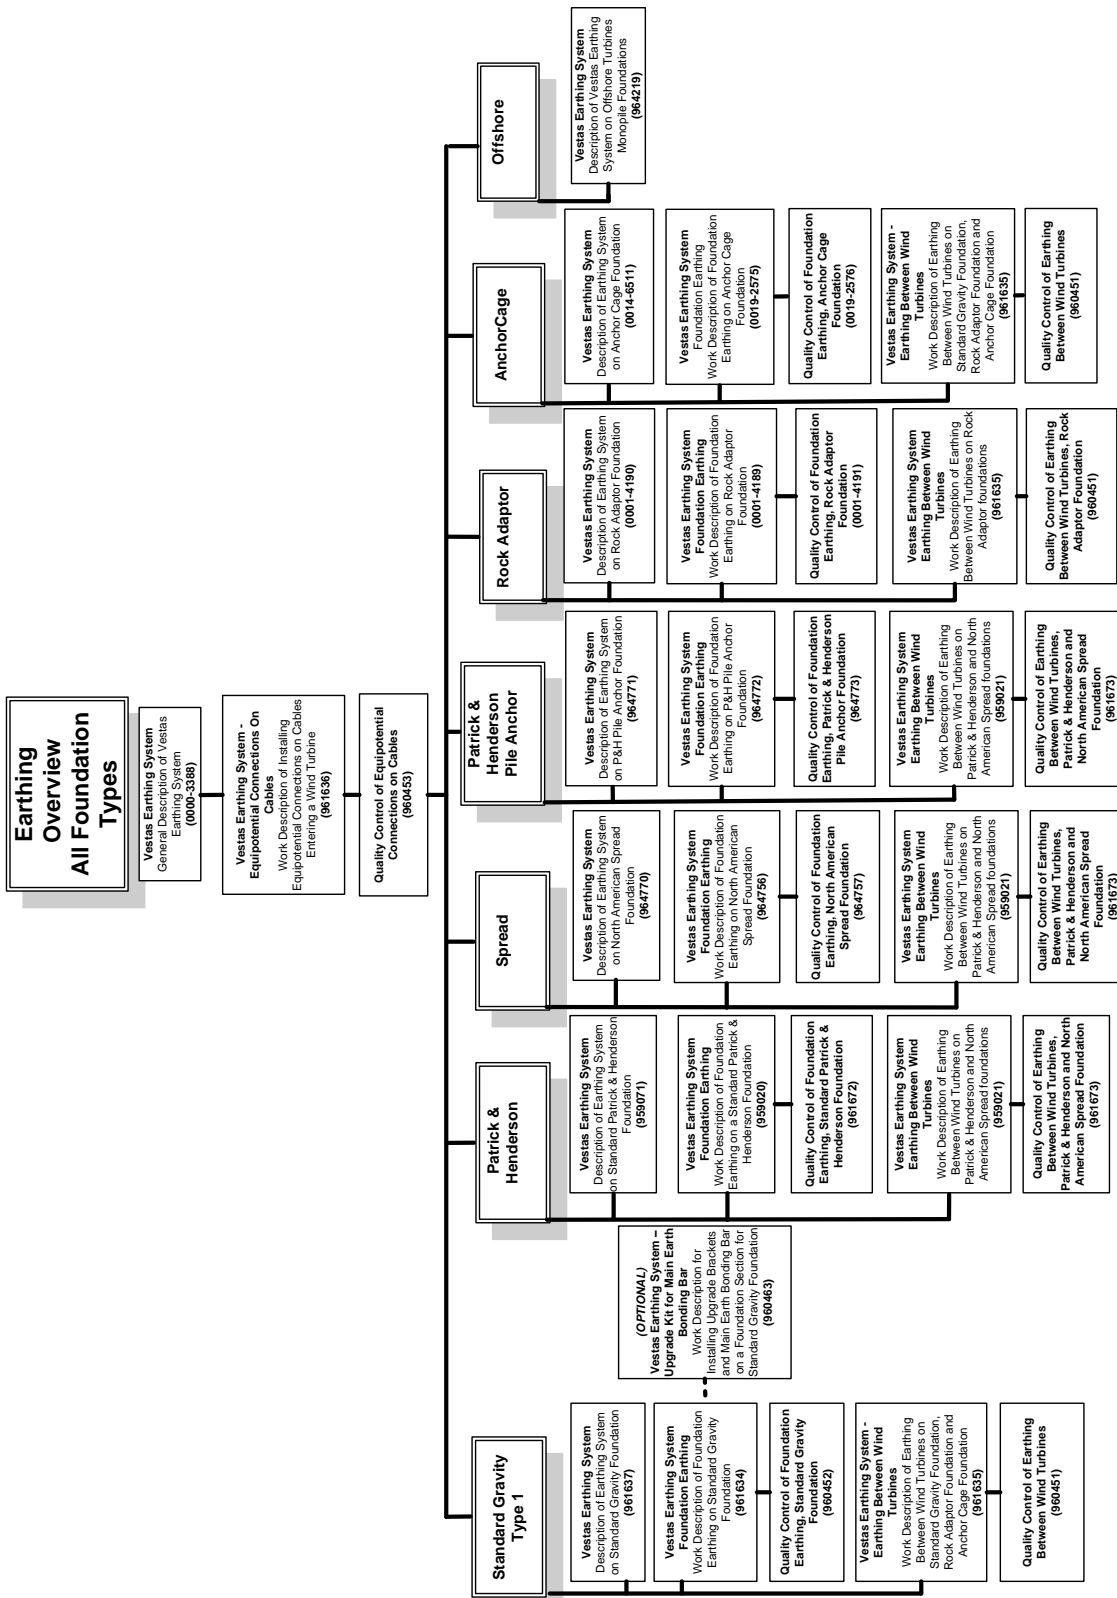 Earthing
Overview
All Foundation
Types
Vestas Earthing System
General Description of Vestas
Earthing System
(0000-3388)
Vestas Earthing System -
Equipotential Connections On
Cables
Work Description of Installing
Equipotential Connections on Cables
Entering a Wind Turbine
(961636)
Quality Control of Equipotential
Connections on Cables
(960453)
Standard Gravity
Type 1
Vestas Earthing System
Description of Earthing System
on Standard Gravity Foundation
(961637)
Vestas Earthing System
Foundation Earthing
Work Description of Foundation
Earthing on Standard Gravity
Foundation
(961634)
Quality Control of Foundation
Earthing, Standard Gravity
Foundation
(960452)
Vestas Earthing System -
Earthing Between Wind
Turbines
Work Description of Earthing
Between Wind Turbines on
Standard Gravity Foundation,
Rock Adaptor Foundation and
Anchor Cage Foundation
(961635)
Quality Control of Earthing
Between Wind Turbines
(960451)
(OPTIONAL)
Vestas Earthing System –
Upgrade Kit for Main Earth
Bonding Bar
Work Description for
Installing Upgrade Brackets
and Main Earth Bonding Bar
on a Foundation Section for
Standard Gravity Foundation
(960463)
Patrick &
Henderson
Vestas Earthing System
Description of Earthing System
on Standard Patrick & Henderson
Foundation
(959071)
Vestas Earthing System
Foundation Earthing
Work Description of Foundation
Earthing on a Standard Patrick &
Henderson Foundation
(959020)
Quality Control of Foundation
Earthing, Standard Patrick &
Henderson Foundation
(961672)
Vestas Earthing System
Earthing Between Wind
Turbines
Work Description of Earthing
Between Wind Turbines on
Patrick & Henderson and North
American Spread foundations
(959021)
Quality Control of Earthing
Between Wind Turbines,
Patrick & Henderson and North
American Spread Foundation
(961673)
Spread
Vestas Earthing System
Description of Earthing System
on North American Spread
Foundation
(964770)
Vestas Earthing System
Foundation Earthing
Work Description of Foundation
Earthing on North American
Spread Foundation
(964756)
Quality Control of Foundation
Earthing, North American
Spread Foundation
(964757)
Vestas Earthing System
Earthing Between Wind
Turbines
Work Description of Earthing
Between Wind Turbines on
Patrick & Henderson and North
American Spread foundations
(959021)
Quality Control of Earthing
Between Wind Turbines,
Patrick & Henderson and
North American Spread
Foundation
(961673)
Patrick &
Henderson
Pile Anchor
Vestas Earthing System
Description of Earthing System
on P&H Pile Anchor Foundation
(964771)
Vestas Earthing System
Foundation Earthing
Work Description of Foundation
Earthing on P&H Pile Anchor
Foundation
(964772)
Quality Control of Foundation
Earthing, Patrick & Henderson
Pile Anchor Foundation
(964773)
Vestas Earthing System
Earthing Between Wind
Turbines
Work Description of Earthing
Between Wind Turbines on
Patrick & Henderson and North
American Spread foundations
(959021)
Quality Control of Earthing
Between Wind Turbines,
Patrick & Henderson and
North American Spread
Foundation
(961673)
Rock Adaptor
Vestas Earthing System
Description of Earthing System
on Rock Adaptor Foundation
(0001-4190)
Vestas Earthing System
Foundation Earthing
Work Description of Foundation
Earthing on Rock Adaptor
Foundation
(0001-4189)
Quality Control of Foundation
Earthing, Rock Adaptor
Foundation
(0001-4191)
Vestas Earthing System
Earthing Between Wind
Turbines
Work Description of Earthing
Between Wind Turbines on Rock
Adaptor foundations
(961635)
Quality Control of Earthing
Between Wind Turbines, Rock
Adaptor Foundation
(960451)
AnchorCage
Vestas Earthing System
Description of Earthing System
on Anchor Cage Foundation
(0014-6511)
Vestas Earthing System
Foundation Earthing
Work Description of Foundation
Earthing on Anchor Cage
Foundation
(0019-2575)
Quality Control of Foundation
Earthing, Anchor Cage
Foundation
(0019-2576)
Vestas Earthing System -
Earthing Between Wind
Turbines
Work Description of Earthing
Between Wind Turbines on
Standard Gravity Foundation,
Rock Adaptor Foundation and
Anchor Cage Foundation
(961635)
Quality Control of Earthing
Between Wind Turbines
(960451)
Offshore
Vestas Earthing System
Description of Vestas Earthing
System on Offshore Turbines
Monopile Foundations
(964219)